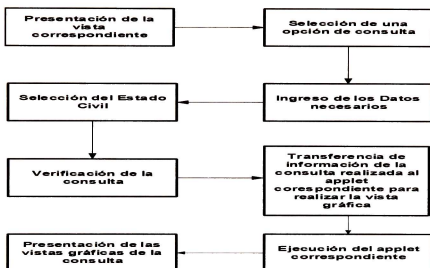 Presentación de la
vista
correspondiente
Selección de una
opción de consulta
Ingreso de los Datos
necesarios
Selección del Estado
Civil
Verificación de la
consulta
Transferencia de
información de la
consulta realizada al
applet
corespondiente para
realizar la vista
gráfica
Ejecución del applet
correspondiente
Presentación de las
vistas gráficas de la
consulta